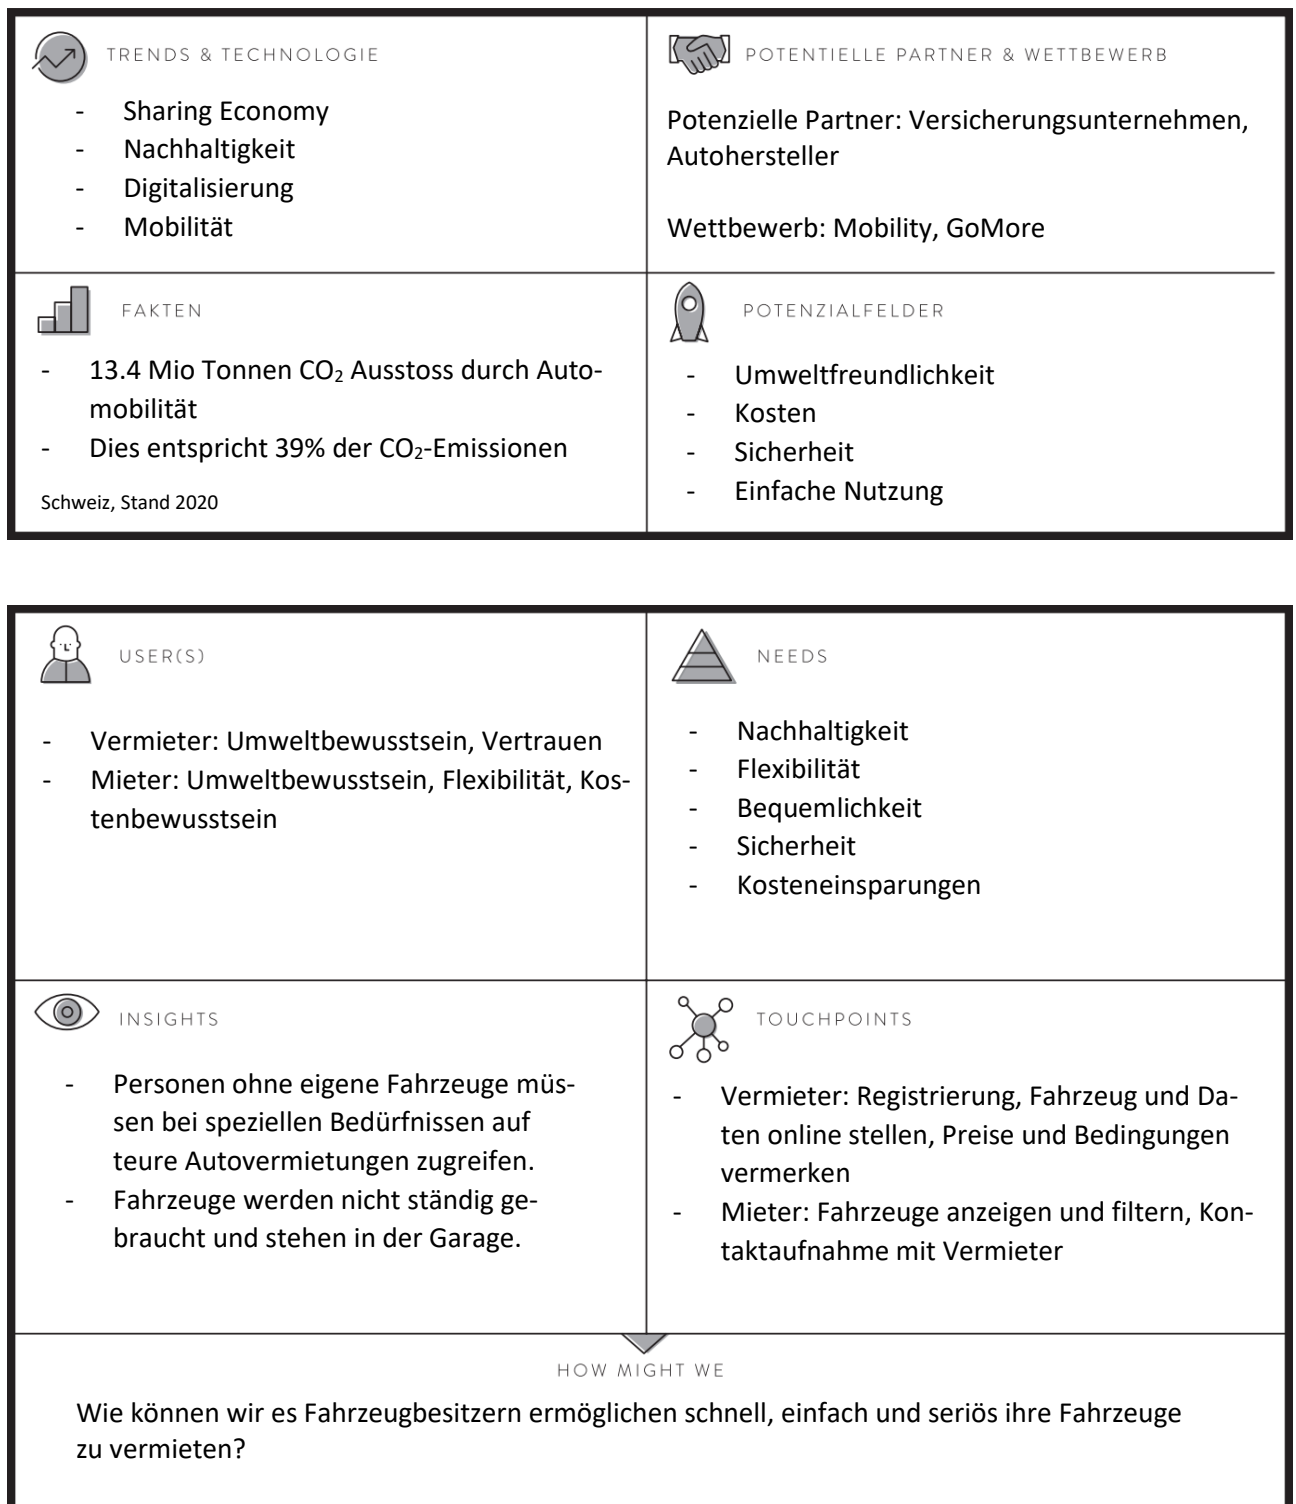 TRENDS & TECHNOLOGIE
- Sharing Economy
- Nachhaltigkeit
- Digitalisierung
- Mobilität
POTENTIELLE PARTNER & WETTBEWERB
Potenzielle Partner: Versicherungsunternehmen,
Autohersteller
Wettbewerb: Mobility, GoMore
FAKTEN
- 13.4 Mio Tonnen CO₂ Ausstoss durch Auto-
mobilität
- Dies entspricht 39% der CO₂-Emissionen
Schweiz, Stand 2020
POTENZIALFELDER
- Umweltfreundlichkeit
- Kosten
- Sicherheit
- Einfache Nutzung
USER(S)
- Vermieter: Umweltbewusstsein, Vertrauen
- Mieter: Umweltbewusstsein, Flexibilität, Kos-
tenbewusstsein
NEEDS
- Nachhaltigkeit
- Flexibilität
- Bequemlichkeit
- Sicherheit
- Kosteneinsparungen
INSIGHTS
- Personen ohne eigene Fahrzeuge müs-
sen bei speziellen Bedürfnissen auf
teure Autovermietungen zugreifen.
- Fahrzeuge werden nicht ständig ge-
braucht und stehen in der Garage.
TOUCHPOINTS
- Vermieter: Registrierung, Fahrzeug und Da-
ten online stellen, Preise und Bedingungen
vermerken
- Mieter: Fahrzeuge anzeigen und filtern, Kon-
taktaufnahme mit Vermieter
HOW MIGHT WE
Wie können wir es Fahrzeugbesitzern ermöglichen schnell, einfach und seriös ihre Fahrzeuge
zu vermieten?